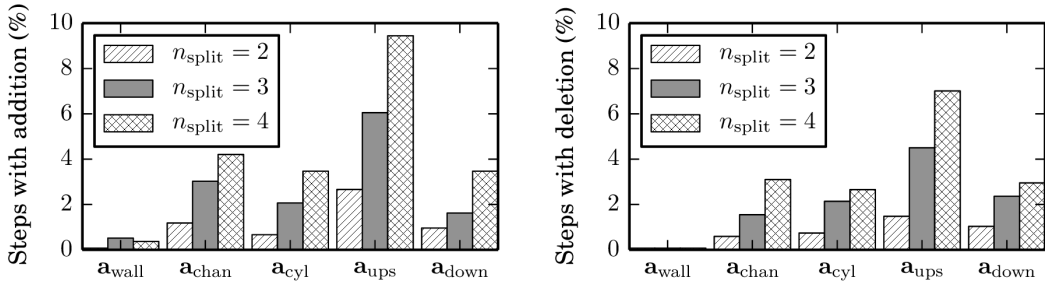 Steps with addition (%)
10
8
6
4
2
0
n_split = 2
n_split = 3
n_split = 4
a_wall a_chan a_cyl a_ups a_down
Steps with deletion (%)
10
8
6
4
2
0
n_split = 2
n_split = 3
n_split = 4
a_wall a_chan a_cyl a_ups a_down